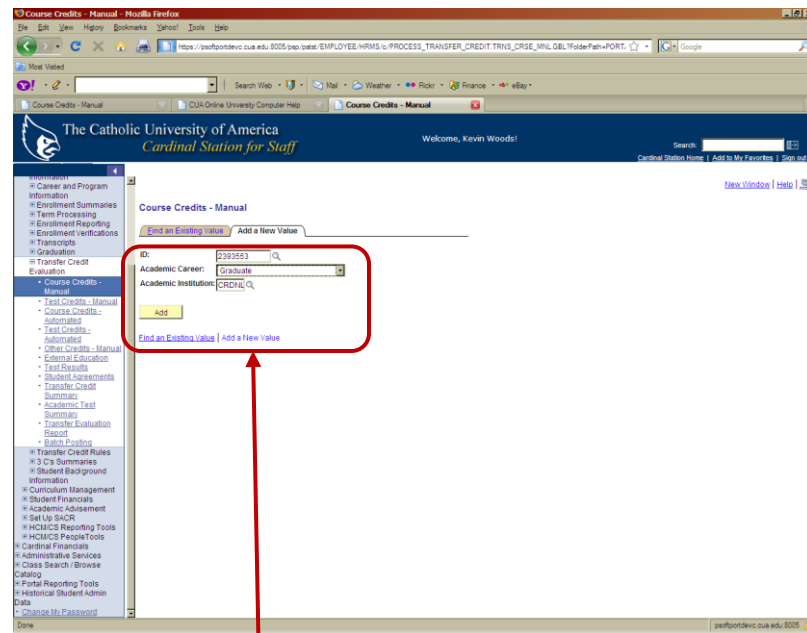 Course Credits - Manual - Mozilla Firefox
File Edit View History Bookmarks Yahoo! Tools Help
https://psoftportdevc.cua.edu:8005/psp/patst/EMPLOYEE/HRMS/c/PROCESS_TRANSFER_CREDIT.TRNS_CRSE_MNL.GBL?FolderPath=PORT. Google
Most Visited
Search Web Mail Weather Flickr Finance eBay
Course Credits - Manual CUA Online University Computer Help Course Credits - Manual
The Catholic University of America
Cardinal Station for Staff
Welcome, Kevin Woods!
Search:
Cardinal Station Home | Add to My Favorites | Sign out
New Window | Help |
Information
Career and Program
Information
Enrollment Summaries
Term Processing
Enrollment Reporting
Enrollment Verifications
Transcripts
Graduation
Transfer Credit
Evaluation
Course Credits -
Manual
Test Credits - Manual
Course Credits -
Automated
Test Credits -
Automated
Other Credits - Manual
External Education
Test Results
Student Agreements
Transfer Credit
Summary
Academic Test
Summary
Transfer Evaluation
Report
Batch Posting
Transfer Credit Rules
3 C's Summaries
Student Background
Information
Curriculum Management
Student Financials
Academic Advisement
Set Up SACR
HCM/CS Reporting Tools
HCM/CS PeopleTools
Cardinal Financials
Administrative Services
Class Search / Browse
Catalog
Portal Reporting Tools
Historical Student Admin
Data
Change My Password
Course Credits - Manual
Find an Existing Value Add a New Value
ID: 2393553
Academic Career: Graduate
Academic Institution: CRDNL
Add
Find an Existing Value | Add a New Value
Done psoftportdevc.cua.edu:8005